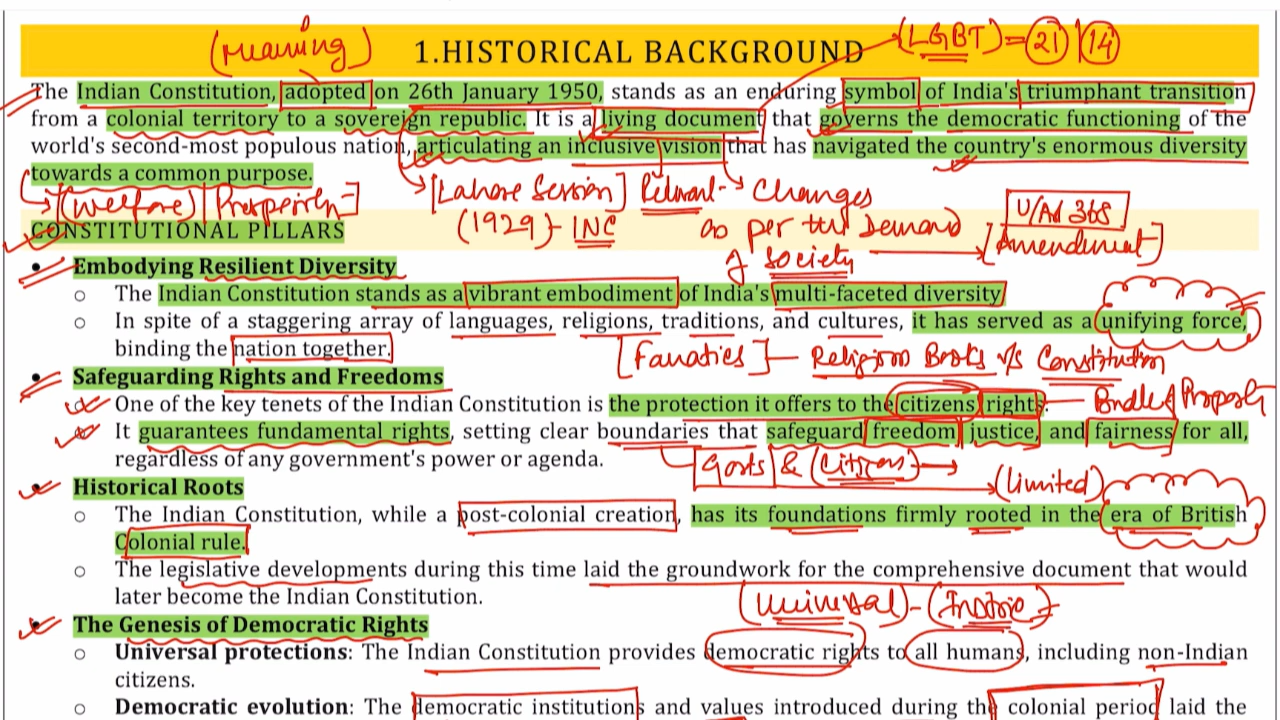 (Meaning)
1.HISTORICAL BACKGROUND
(LGBT) = 21 | 14
The Indian Constitution, adopted on 26th January 1950, stands as an enduring symbol of India's triumphant transition
from a colonial territory to a sovereign republic. It is a living document that governs the democratic functioning of the
world's second-most populous nation, articulating an inclusive vision that has navigated the country's enormous diversity
towards a common purpose.
(Welfare)
[Lahore Session] → Changes
(1929) - INC
as per the Demand
of Society
U/Ad 368
[Amendment]
CONSTITUTIONAL PILLARS
• Embodying Resilient Diversity
o The Indian Constitution stands as a vibrant embodiment of India's multi-faceted diversity
o In spite of a staggering array of languages, religions, traditions, and cultures, it has served as a unifying force,
binding the nation together.
[Fanatics] - Religion Books v/s Constitution
• Safeguarding Rights and Freedoms
One of the key tenets of the Indian Constitution is the protection it offers to the citizens rights.
It guarantees fundamental rights, setting clear boundaries that safeguard freedom, justice, and fairness for all,
regardless of any government's power or agenda.
Govts & (Citizens) →
(limited)
• Historical Roots
o The Indian Constitution, while a post-colonial creation, has its foundations firmly rooted in the era of British
Colonial rule.
o The legislative developments during this time laid the groundwork for the comprehensive document that would
later become the Indian Constitution.
(Universal) -
• The Genesis of Democratic Rights
o Universal protections: The Indian Constitution provides democratic rights to all humans, including non-Indian
citizens.
o Democratic evolution: The democratic institutions and values introduced during the colonial period laid the